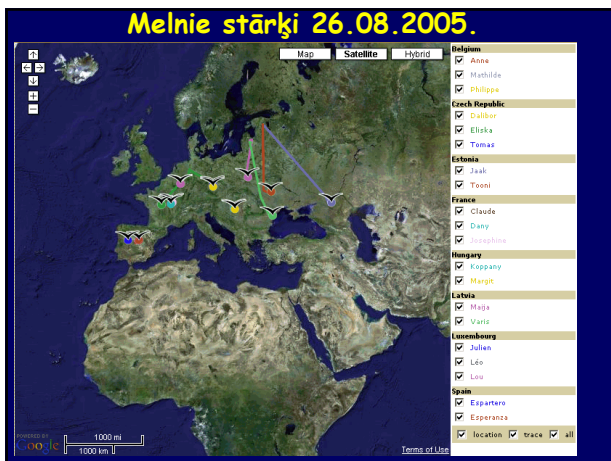 Melnie stārķi 26.08.2005.
Map Satellite Hybrid
Belgium
Anne
Mathilde
Philippe
Czech Republic
Dalibor
Eliska
Tomas
Estonia
Jaak
Tooni
France
Claude
Dany
Josephine
Hungary
Koppany
Margit
Latvia
Maija
Varis
Luxembourg
Julien
Léo
Lou
Spain
Espartero
Esperanza
location trace all
POWERED BY
Google
1000 mi
1000 km
Terms of Use